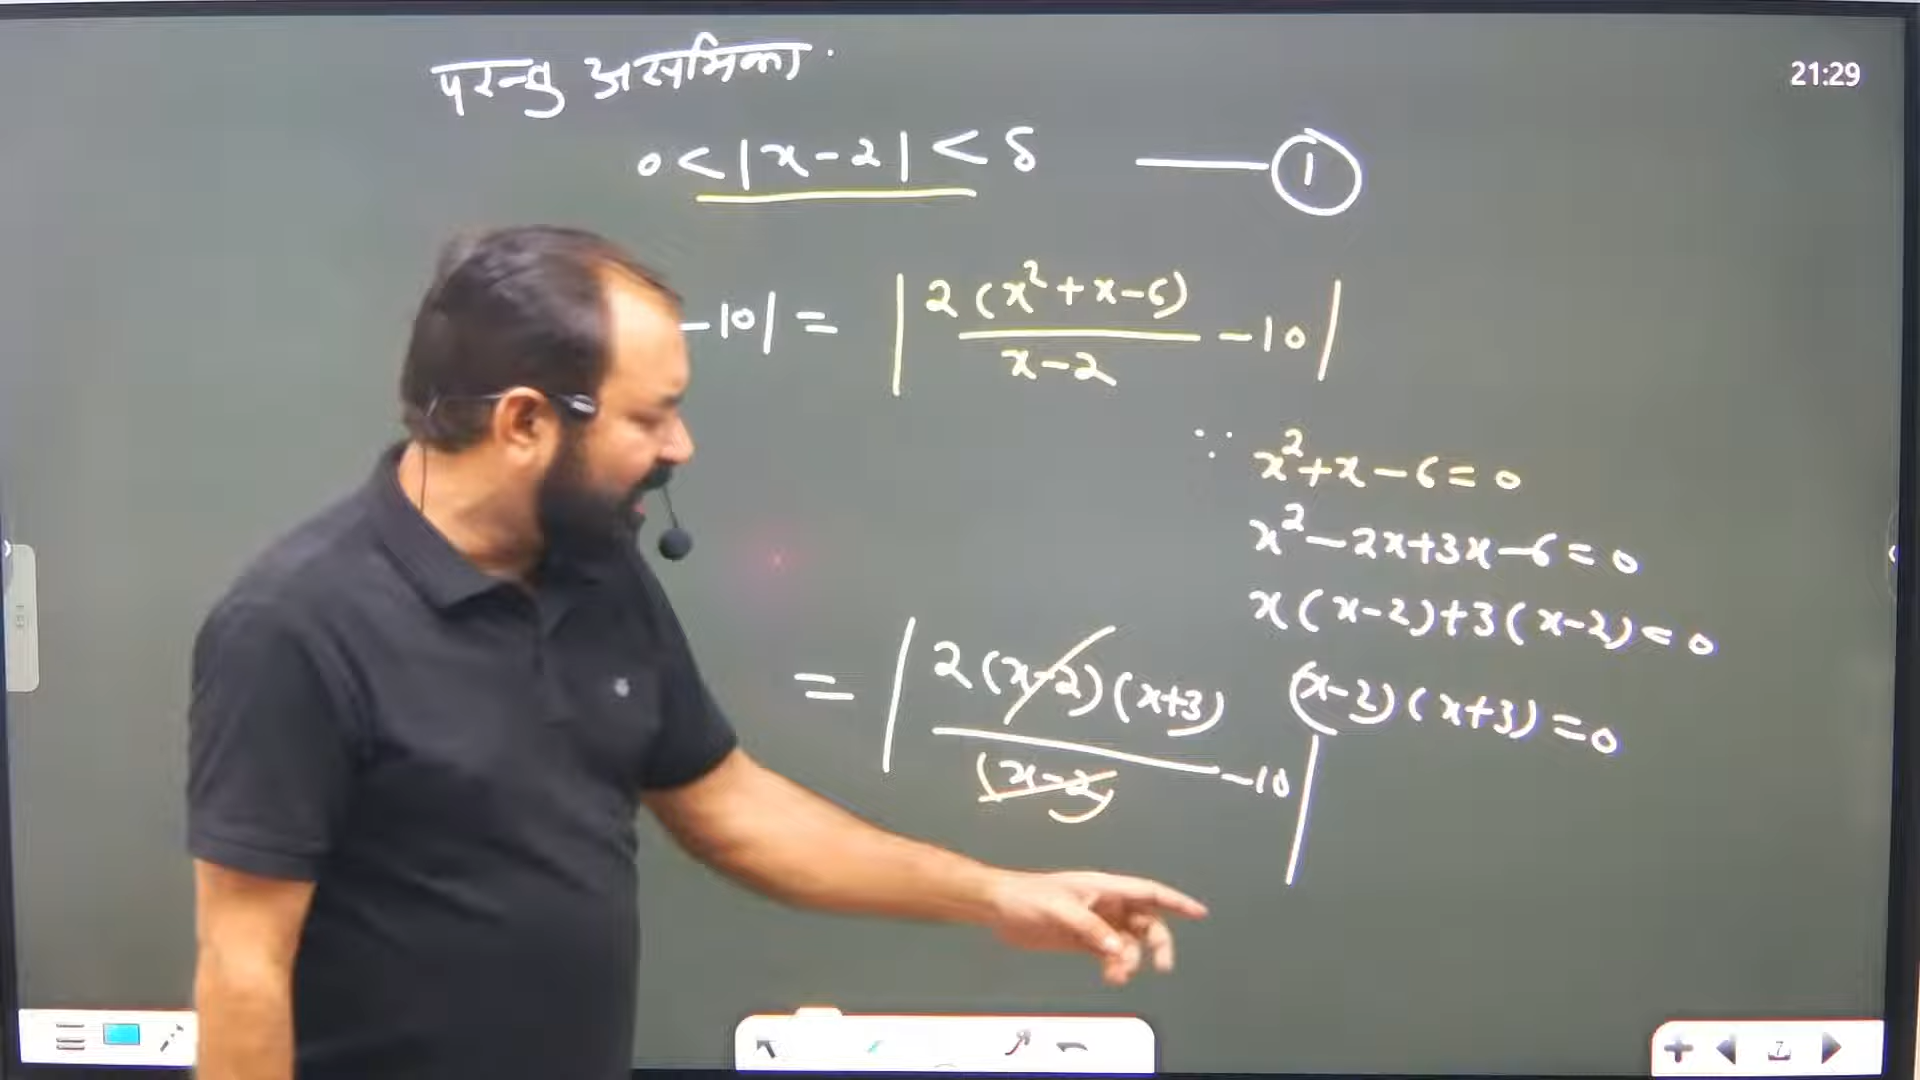 परन्तु असमिका
21:29
0 < |x - 2| < δ —— ①
-10| = | 2(x² + x - 6) / x - 2 - 10 |
∵ x² + x - 6 = 0
x² - 2x + 3x - 6 = 0
x(x - 2) + 3(x - 2) = 0
(x - 2)(x + 3) = 0
= | 2(x - 2)(x + 3) / (x - 2) - 10 |
7